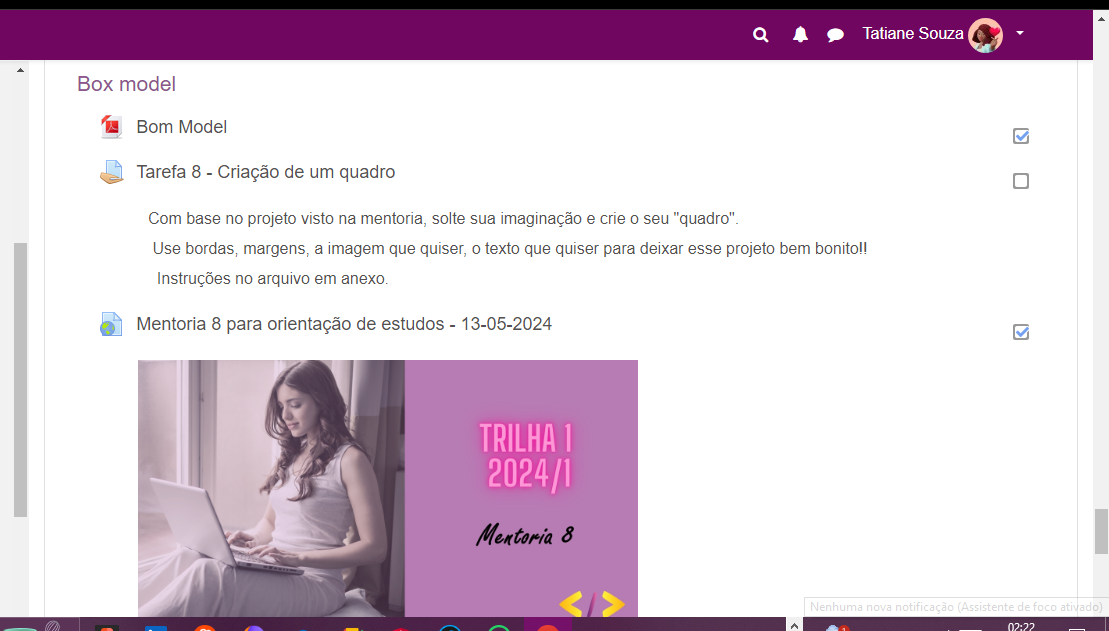 Tatiane Souza
Box model
Bom Model
Tarefa 8 - Criação de um quadro
Com base no projeto visto na mentoria, solte sua imaginação e crie o seu "quadro".
Use bordas, margens, a imagem que quiser, o texto que quiser para deixar esse projeto bem bonito!!
Instruções no arquivo em anexo.
Mentoria 8 para orientação de estudos - 13-05-2024
TRILHA 1
2024/1
Mentoria 8
</>
Nenhuma nova notificação (Assistente de foco ativado)
02:22